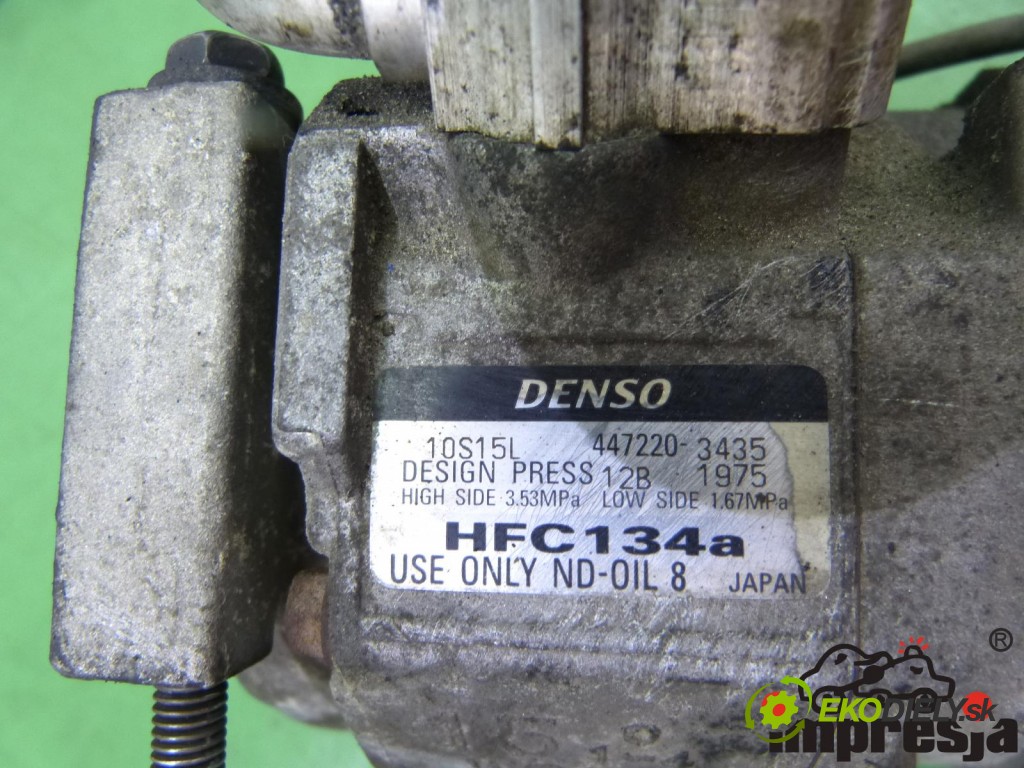 DENSO
10S15L 447220-3435
DESIGN PRESS 12B 1975
HIGH SIDE 3.53MPa LOW SIDE 1.67MPa
HFC134a
USE ONLY ND-OIL 8 JAPAN
®
EKODIELY.sk
impresja